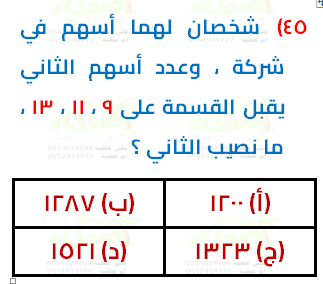 ٤٥) شخصان لهما أسهم في
شركة ، وعدد أسهم الثاني
يقبل القسمة على ٩ ، ١١ ، ١٣ ،
ما نصيب الثاني ؟
(أ) ١٢٠٠
(ب) ١٢٨٧
(ج) ١٣٢٣
(د) ١٥٢١